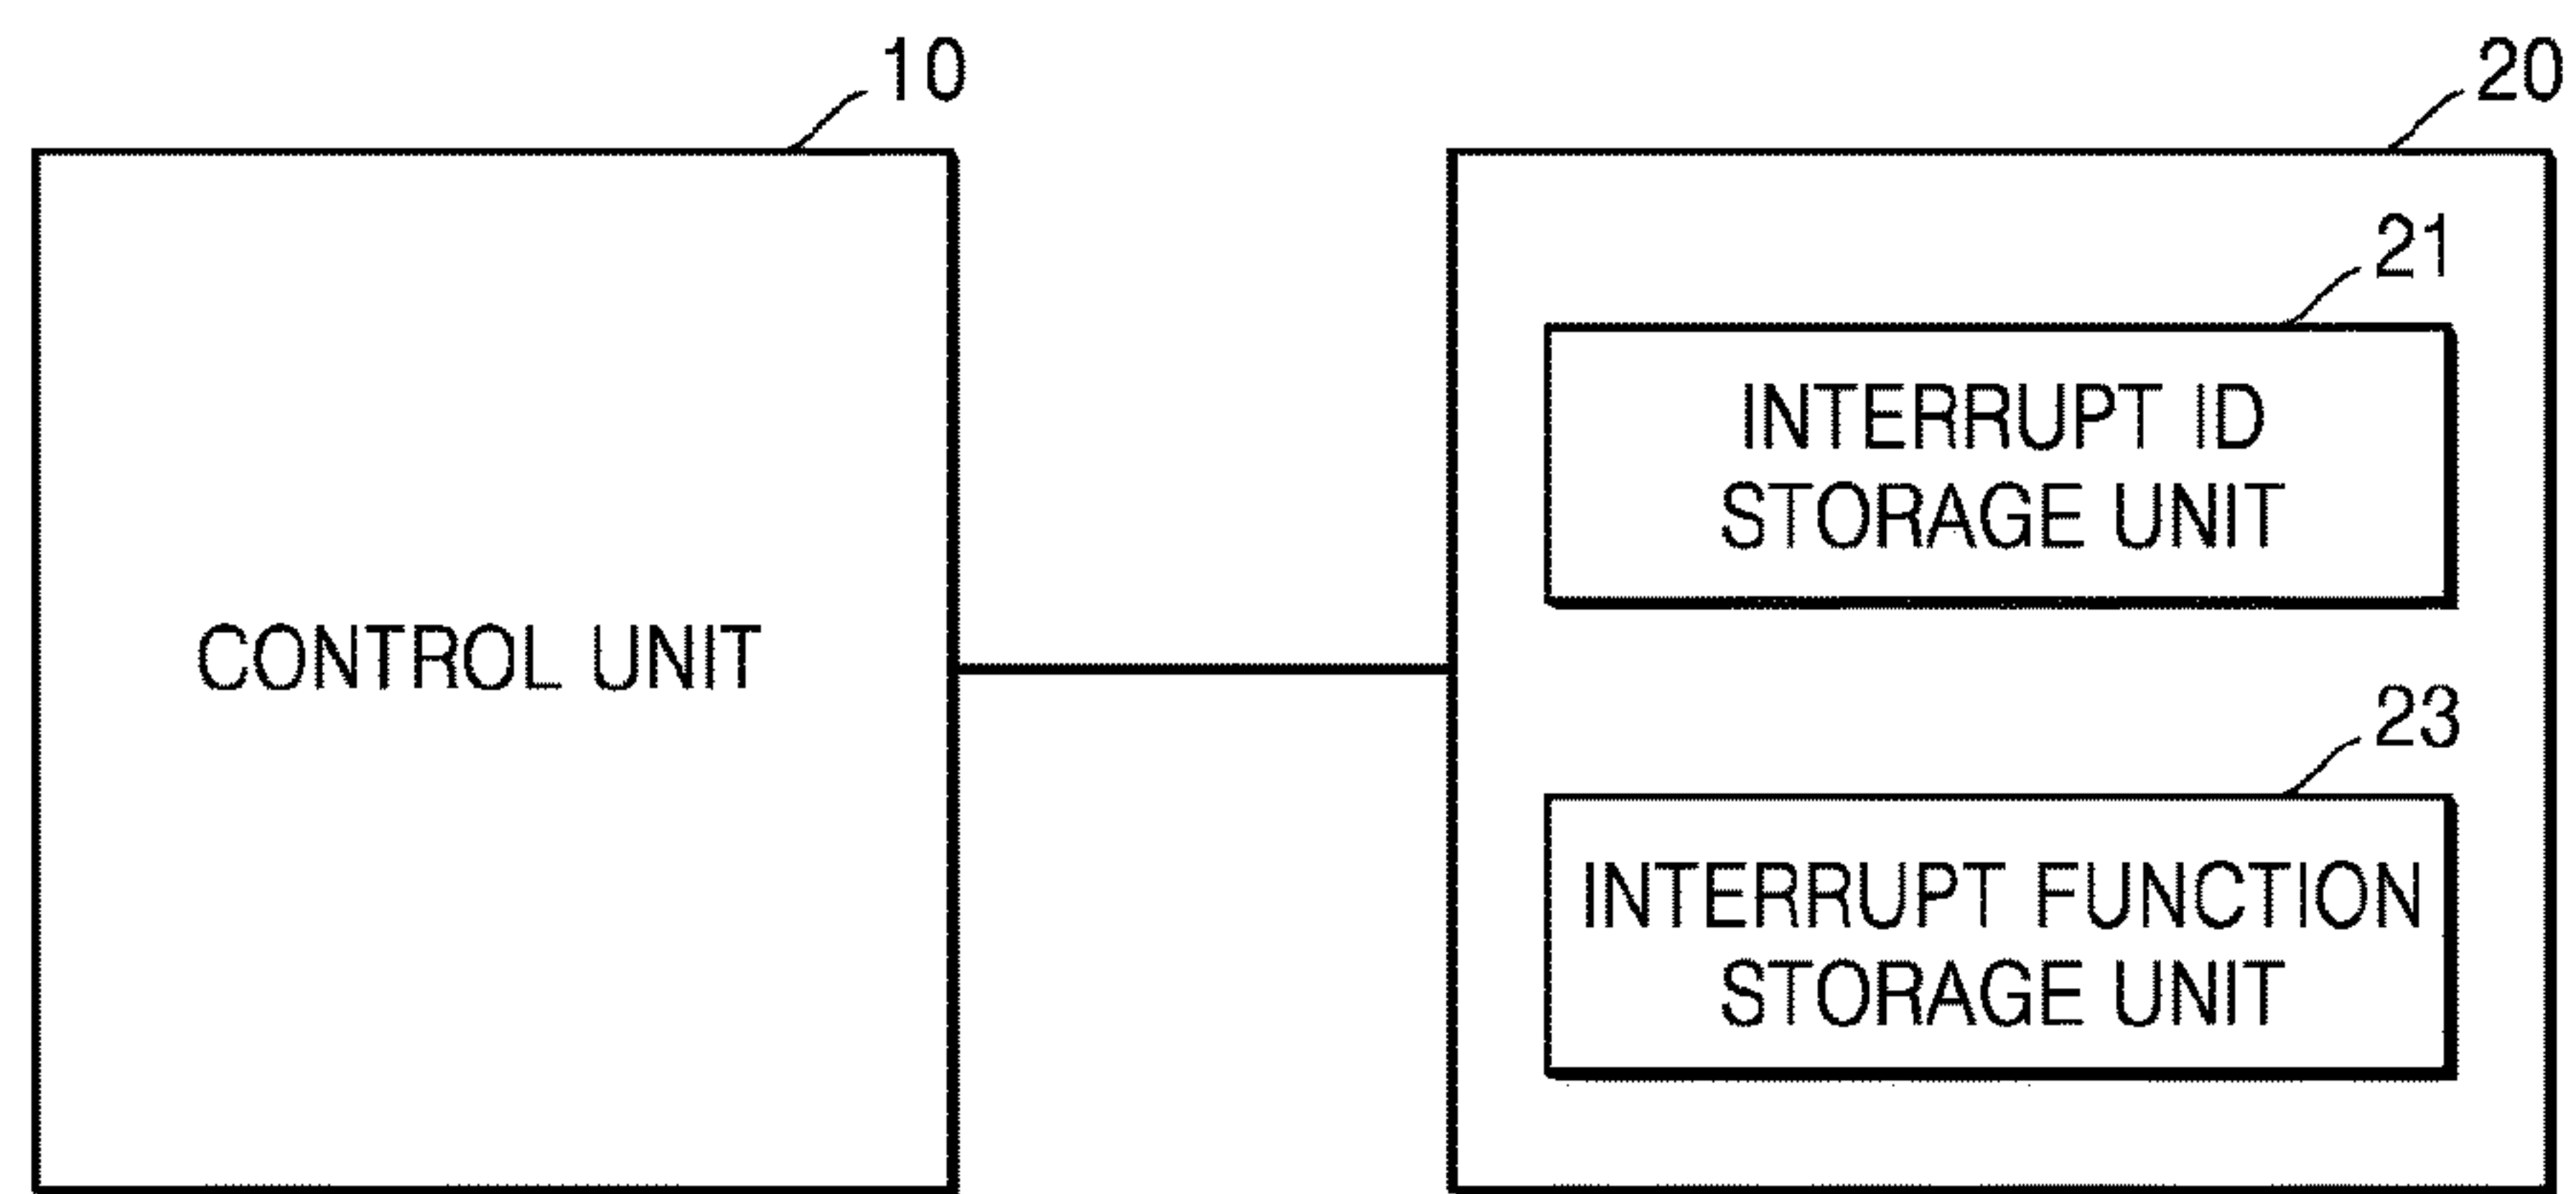 10
20
CONTROL UNIT
21
INTERRUPT ID
STORAGE UNIT
23
INTERRUPT FUNCTION
STORAGE UNIT